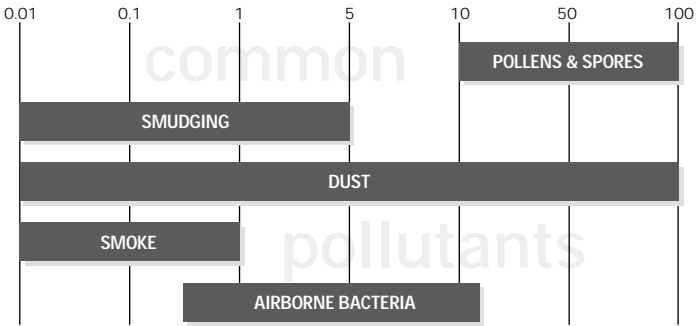 0.01 0.1 1 5 10 50 100
common
POLLENS & SPORES
SMUDGING
DUST
SMOKE
pollutants
AIRBORNE BACTERIA